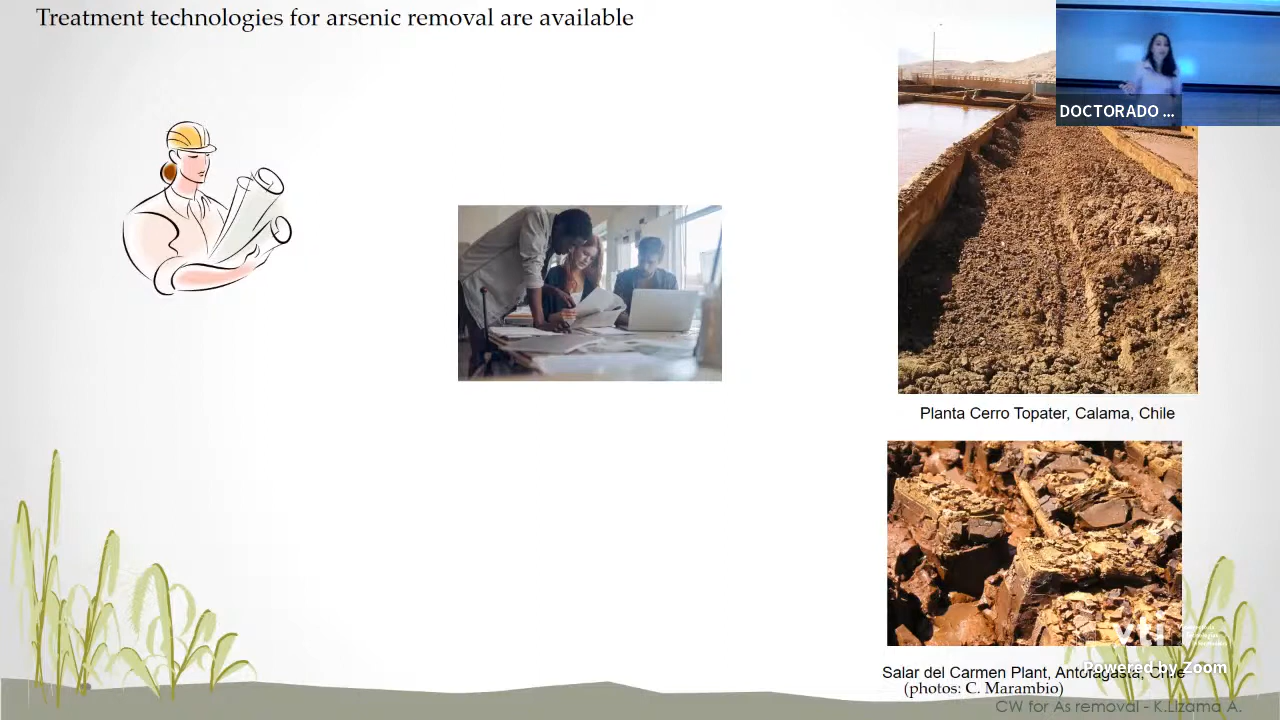 Treatment technologies for arsenic removal are available
DOCTORADO ...
Planta Cerro Topater, Calama, Chile
vti
Powered by Zoom
Salar del Carmen Plant, Antofagasta, Chile
(photos: C. Marambio)
CW for As removal - K.Lizama A.